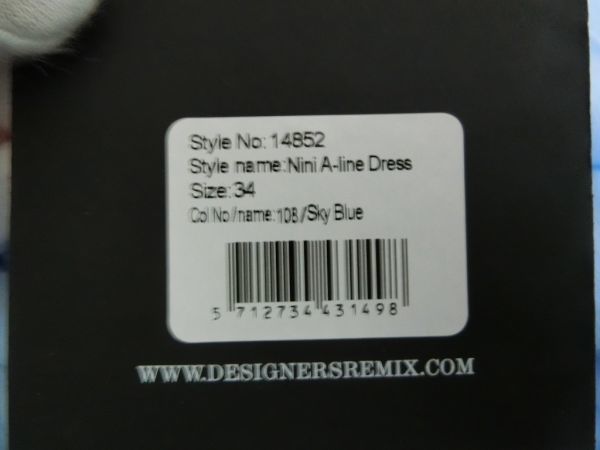 Style No: 14852
Style name:Nini A-line Dress
Size:34
Col No/name:108/Sky Blue
5 712734 431498
WWW.DESIGNERSREMIX.COM